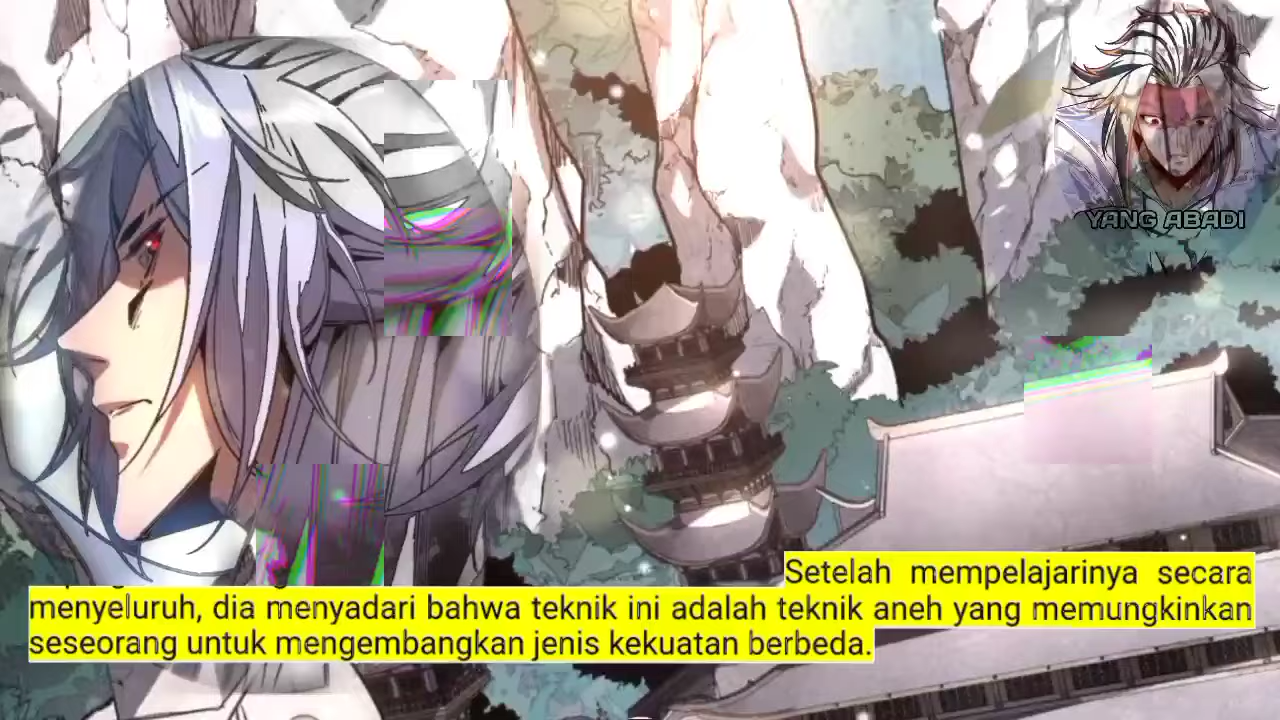 YANG ABADI
Setelah mempelajarinya secara
menyeluruh, dia menyadari bahwa teknik ini adalah teknik aneh yang memungkinkan
seseorang untuk mengembangkan jenis kekuatan berbeda.